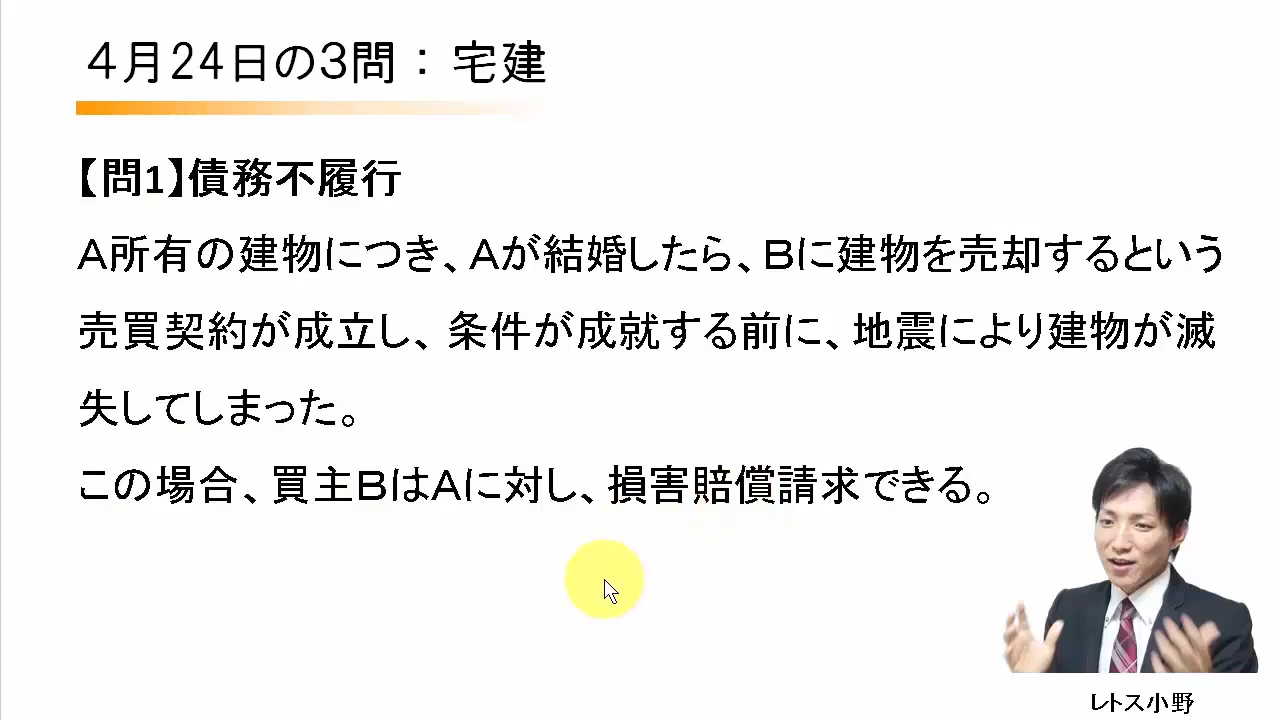 ４月24日の３問：宅建
【問1】債務不履行
Ａ所有の建物につき、Ａが結婚したら、Ｂに建物を売却するという
売買契約が成立し、条件が成就する前に、地震により建物が滅
失してしまった。
この場合、買主ＢはＡに対し、損害賠償請求できる。
レトス小野